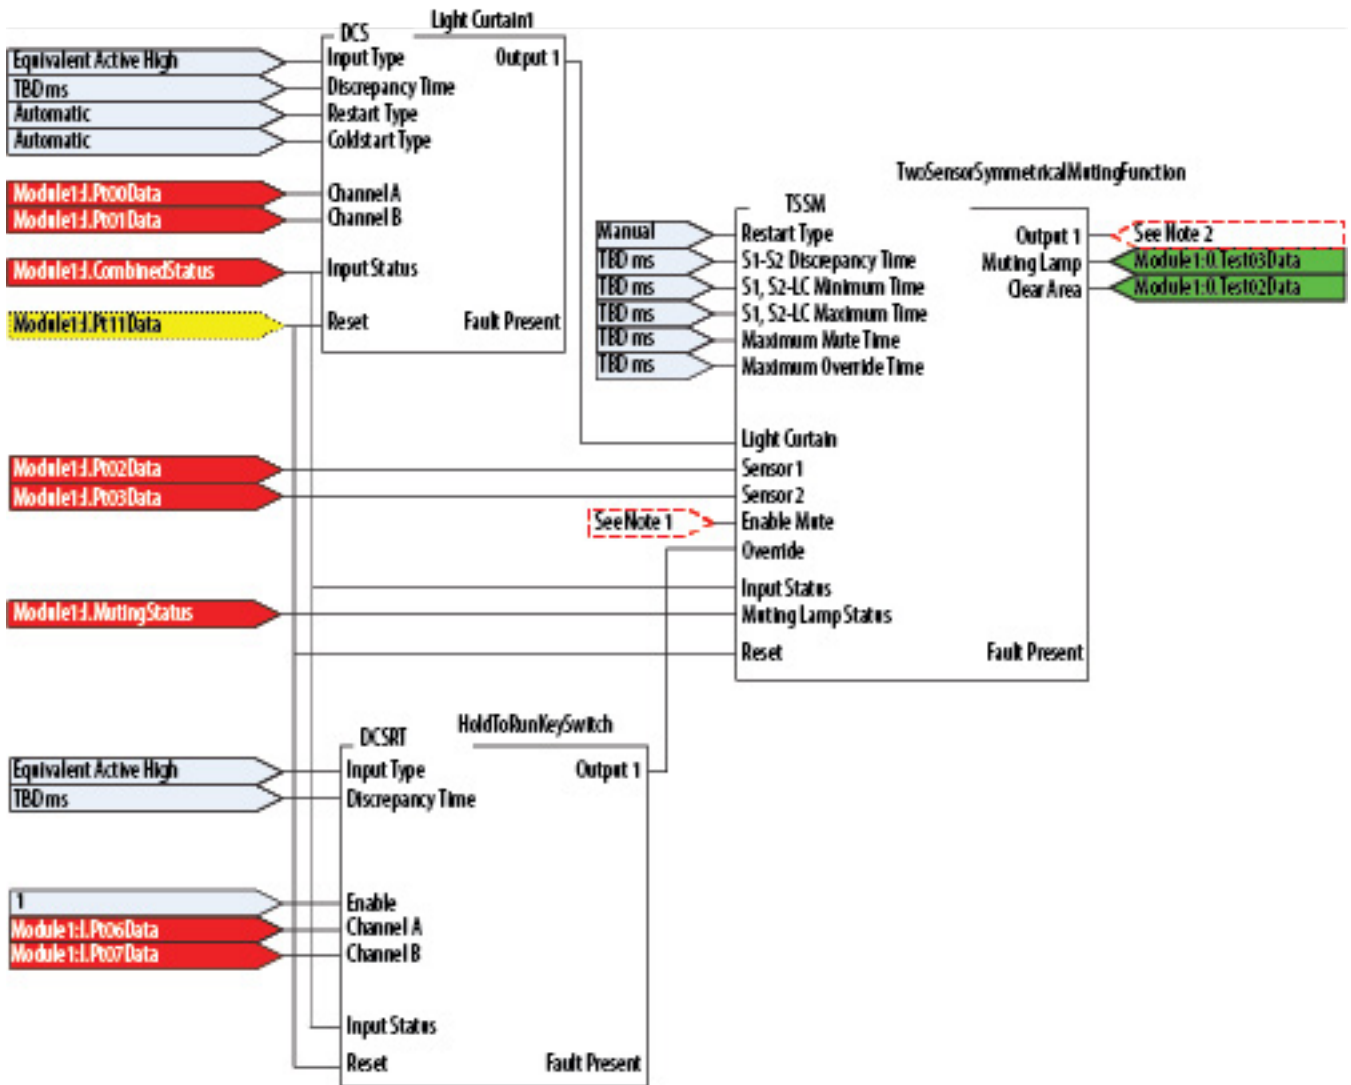 Light Curtain1
DCS
Equivalent Active High
Input Type
Output 1
TBD ms
Discrepancy Time
Automatic
Restart Type
Automatic
Coldstart Type
Module1:I.Pt00Data
Channel A
Module1:I.Pt01Data
Channel B
Module1:I.CombinedStatus
Input Status
Module1:I.Pt11Data
Reset
Fault Present
TwoSensorSymmetricalMutingFunction
TSSM
Manual
Restart Type
Output 1
See Note 2
TBD ms
S1-S2 Discrepancy Time
Muting Lamp
Module1:O.Test03Data
TBD ms
S1, S2-LC Minimum Time
Clear Area
Module1:O.Test02Data
TBD ms
S1, S2-LC Maximum Time
TBD ms
Maximum Mute Time
TBD ms
Maximum Override Time
Light Curtain
Module1:I.Pt02Data
Sensor 1
Module1:I.Pt03Data
Sensor 2
See Note 1
Enable Mute
Override
Input Status
Module1:I.MutingStatus
Muting Lamp Status
Reset
Fault Present
HoldToRunKeySwitch
DCSRT
Equivalent Active High
Input Type
Output 1
TBD ms
Discrepancy Time
1
Enable
Module1:I.Pt06Data
Channel A
Module1:I.Pt07Data
Channel B
Input Status
Reset
Fault Present